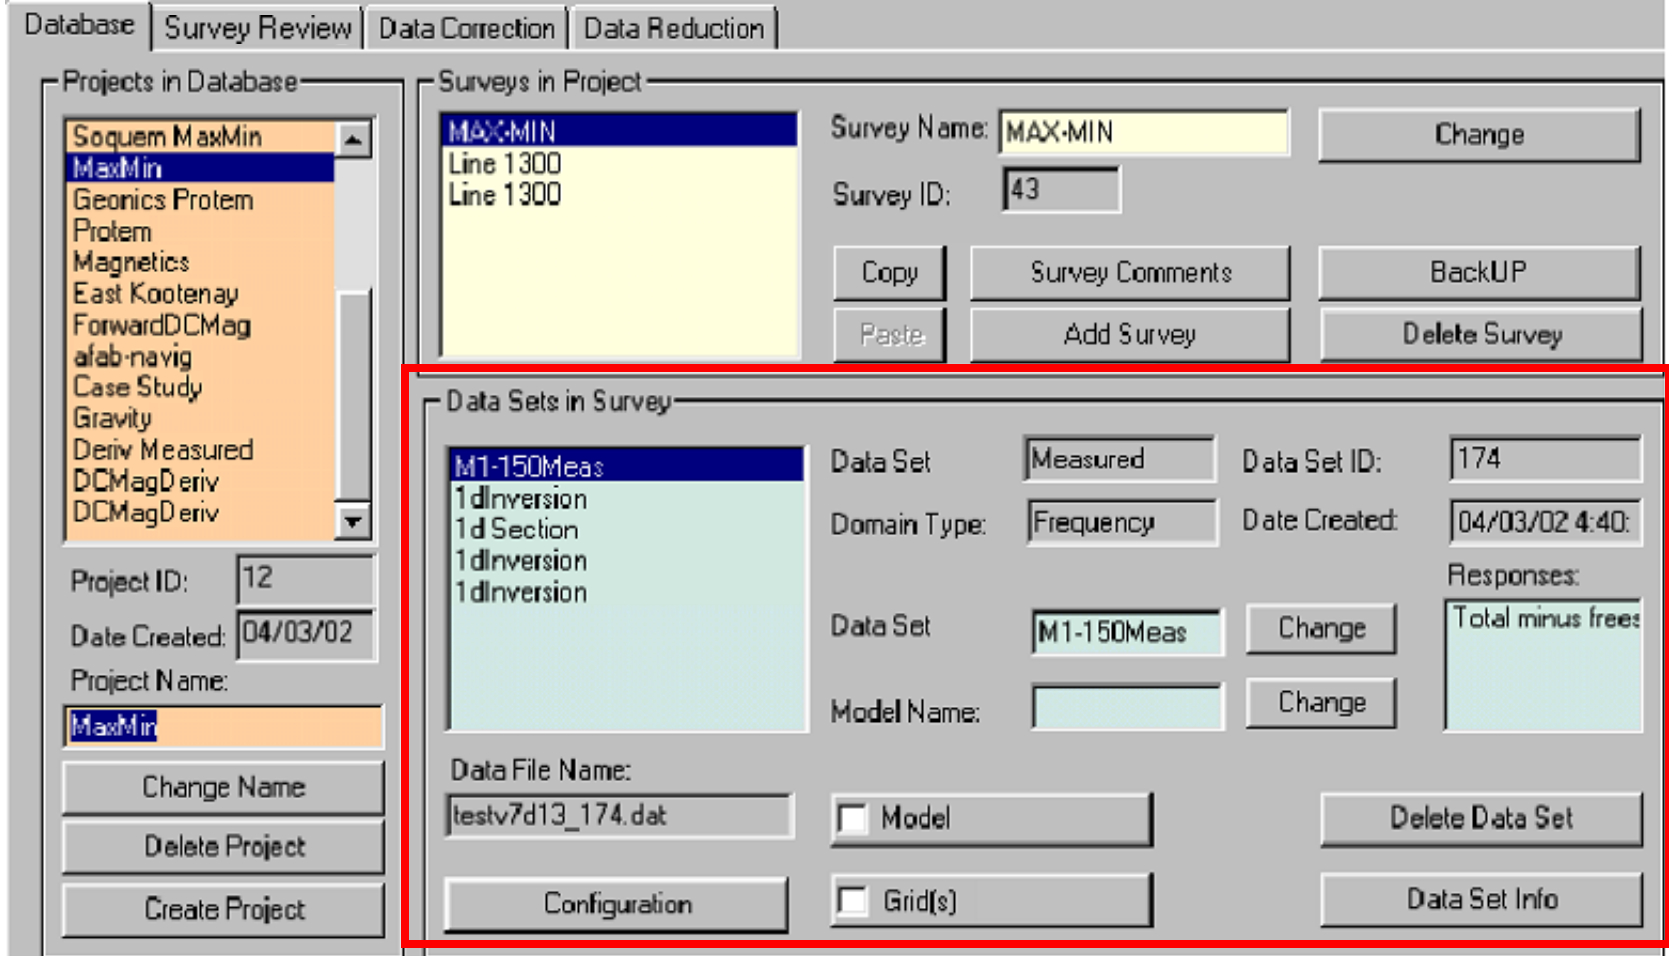 Database
Survey Review
Data Correction
Data Reduction
Projects in Database
Soquem MaxMin
MaxMin
Geonics Protem
Protem
Magnetics
East Kootenay
ForwardDCMag
afab-navig
Case Study
Gravity
Deriv Measured
DCMagDeriv
DCMagDeriv
Project ID: 12
Date Created: 04/03/02
Project Name:
MaxMin
Change Name
Delete Project
Create Project
Surveys in Project
MAX-MIN
Line 1300
Line 1300
Survey Name: MAX-MIN
Change
Survey ID: 43
Copy
Survey Comments
BackUP
Paste
Add Survey
Delete Survey
Data Sets in Survey
M1-150Meas
1dInversion
1d Section
1dInversion
1dInversion
Data Set Measured
Data Set ID: 174
Domain Type: Frequency
Date Created: 04/03/02 4:40:
Responses:
Total minus frees
Data Set M1-150Meas
Change
Model Name:
Change
Data File Name:
testv7d13_174.dat
Model
Delete Data Set
Configuration
Grid(s)
Data Set Info